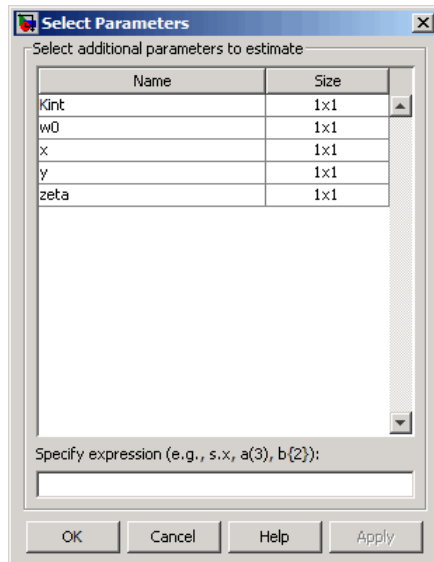 Select Parameters
Select additional parameters to estimate
Name Size
Kint 1x1
w0 1x1
x 1x1
y 1x1
zeta 1x1
Specify expression (e.g., s.x, a(3), b{2}):
OK Cancel Help Apply